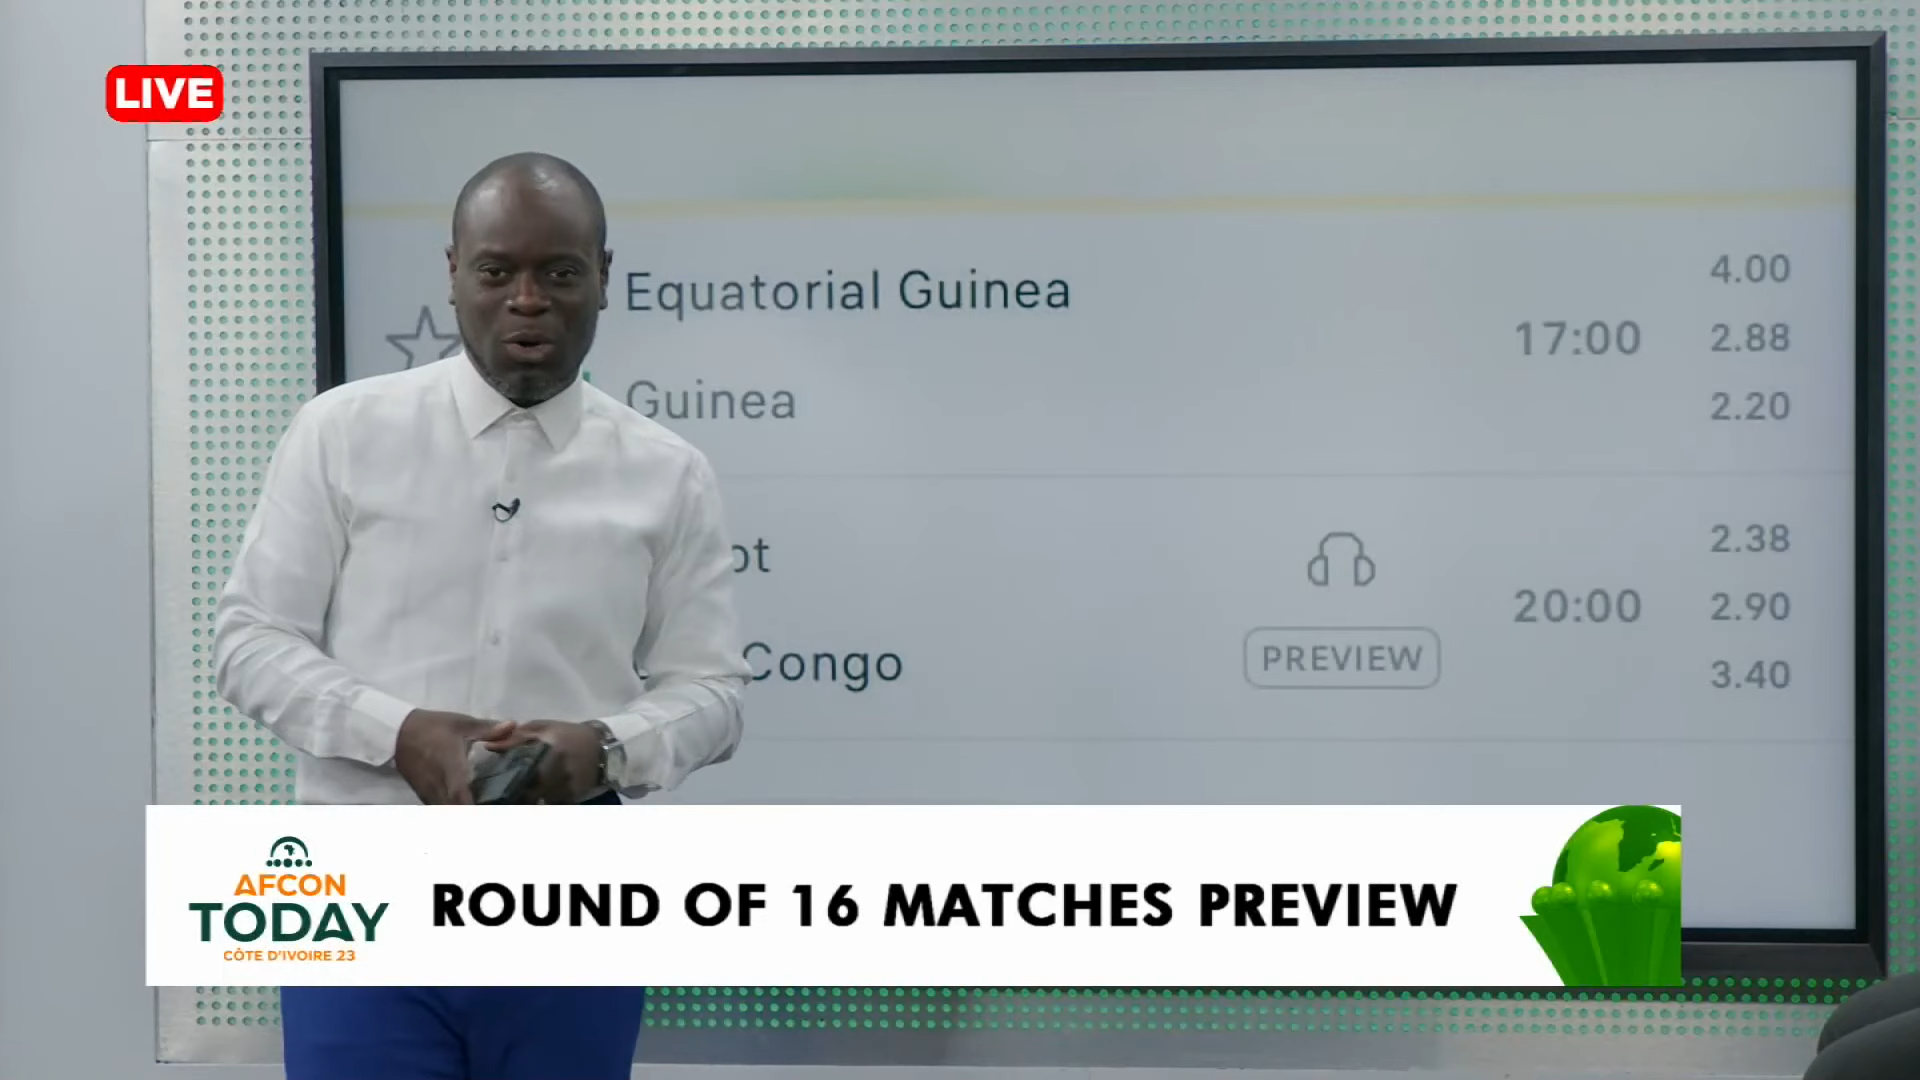 LIVE
Equatorial Guinea
Guinea
17:00
4.00
2.88
2.20
Congo
PREVIEW
20:00
2.38
2.90
3.40
AFCON
TODAY
CÔTE D'IVOIRE 23
ROUND OF 16 MATCHES PREVIEW